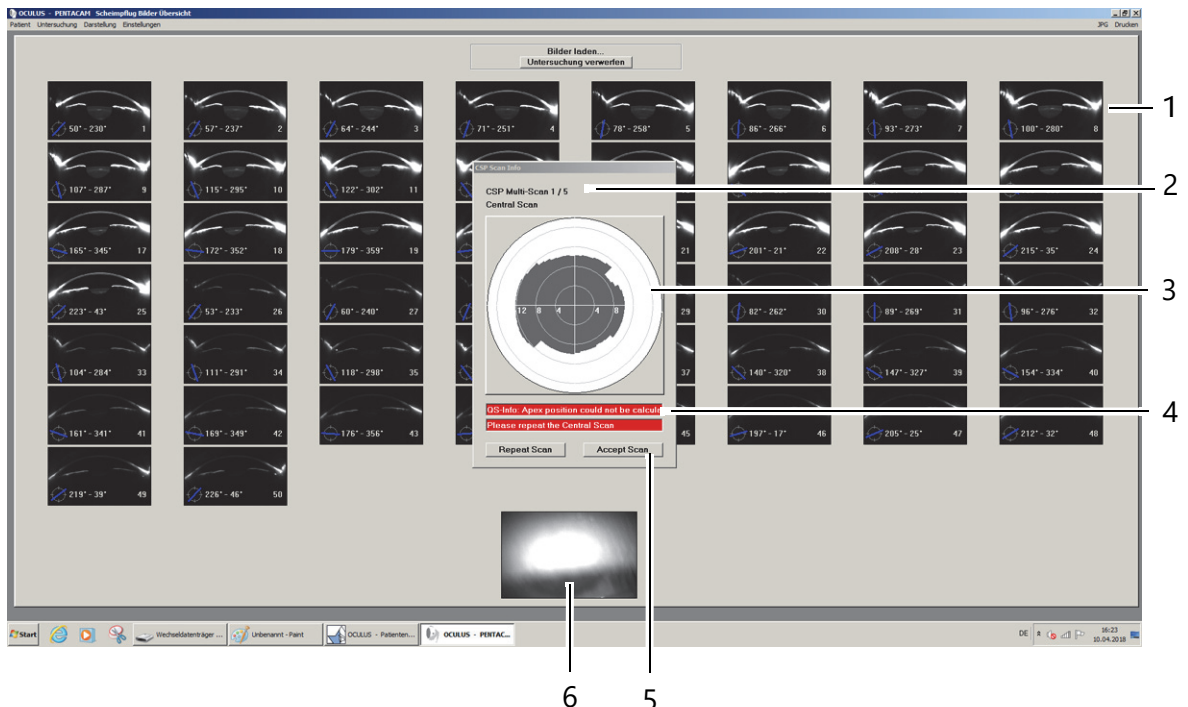 OCULUS - PENTACAM Scheimpflug Bilder Übersicht
Patient Untersuchung Darstellung Einstellungen JPG Drucken
Bilder laden...
Untersuchung verwerfen
50° - 230° 1 57° - 237° 2 64° - 244° 3 71° - 251° 4 78° - 258° 5 86° - 266° 6 93° - 273° 7 100° - 280° 8
1
107° - 287° 9 115° - 295° 10 122° - 302° 11
CSP Scan Info
CSP Multi-Scan 1 / 5
2
Central Scan
165° - 345° 17 172° - 352° 18 179° - 359° 19 21 201° - 21° 22 208° - 28° 23 215° - 35° 24
3
12 8 4 4 8
223° - 43° 25 53° - 233° 26 60° - 240° 27 29 82° - 262° 30 89° - 269° 31 96° - 276° 32
104° - 284° 33 111° - 291° 34 118° - 298° 35 37 140° - 320° 38 147° - 327° 39 154° - 334° 40
QS-Info: Apex position could not be calcul
4
Please repeat the Central Scan
161° - 341° 41 169° - 349° 42 176° - 356° 43 45 197° - 17° 46 205° - 25° 47 212° - 32° 48
Repeat Scan Accept Scan
219° - 39° 49 226° - 46° 50
Start Wechseldatenträger ... Unbenannt - Paint OCULUS - Patienten... OCULUS - PENTAC... DE 16:23
10.04.2018
6 5